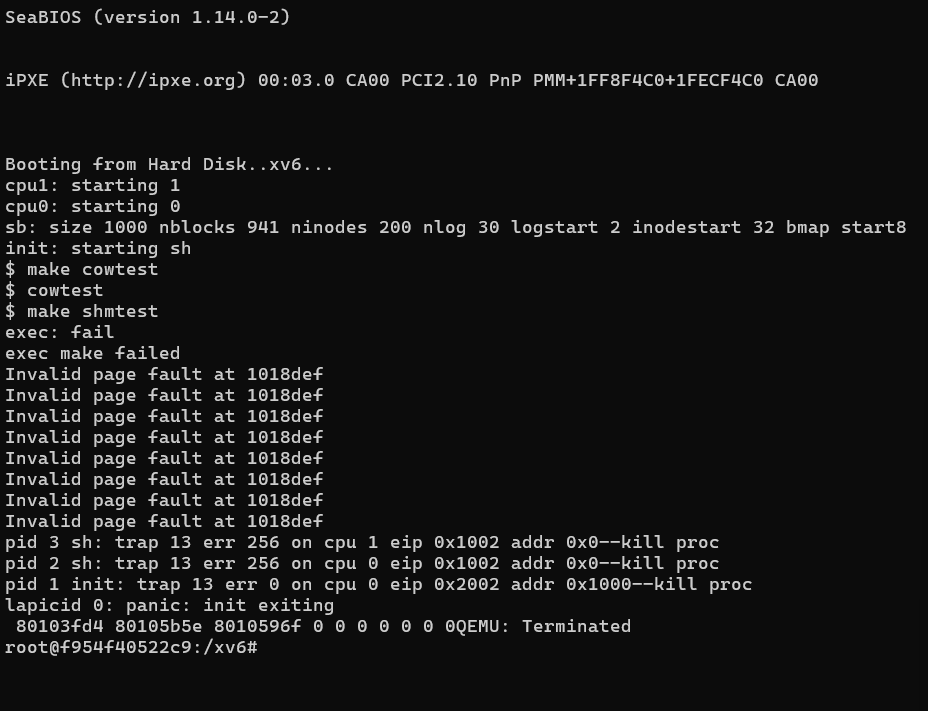 SeaBIOS (version 1.14.0-2)
iPXE (http://ipxe.org) 00:03.0 CA00 PCI2.10 PnP PMM+1FF8F4C0+1FECF4C0 CA00
Booting from Hard Disk..xv6...
cpu1: starting 1
cpu0: starting 0
sb: size 1000 nblocks 941 ninodes 200 nlog 30 logstart 2 inodestart 32 bmap start8
init: starting sh
$ make cowtest
$ cowtest
$ make shmtest
exec: fail
exec make failed
Invalid page fault at 1018def
Invalid page fault at 1018def
Invalid page fault at 1018def
Invalid page fault at 1018def
Invalid page fault at 1018def
Invalid page fault at 1018def
Invalid page fault at 1018def
Invalid page fault at 1018def
pid 3 sh: trap 13 err 256 on cpu 1 eip 0x1002 addr 0x0--kill proc
pid 2 sh: trap 13 err 256 on cpu 0 eip 0x1002 addr 0x0--kill proc
pid 1 init: trap 13 err 0 on cpu 0 eip 0x2002 addr 0x1000--kill proc
lapicid 0: panic: init exiting
 80103fd4 80105b5e 8010596f 0 0 0 0 0 0 0QEMU: Terminated
root@f954f40522c9:/xv6#